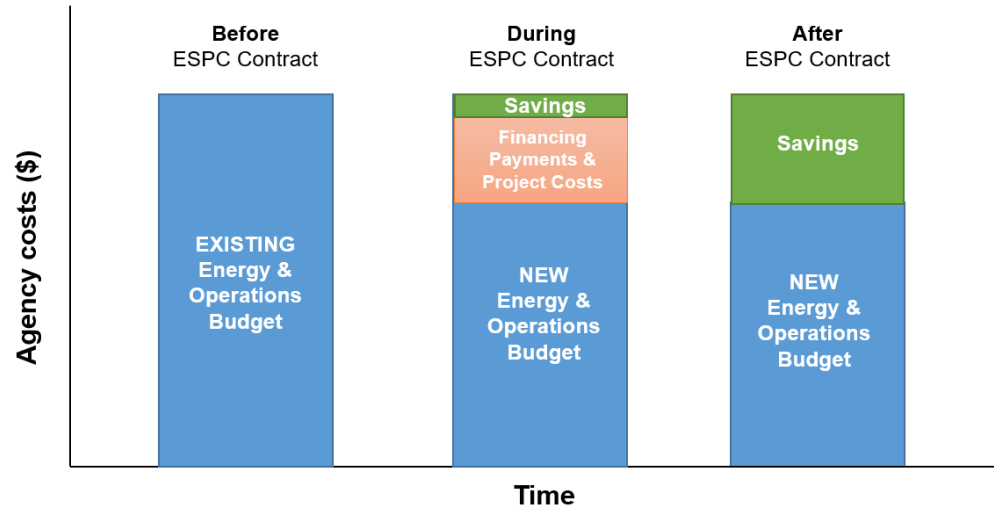 Before
ESPC Contract
During
ESPC Contract
After
ESPC Contract
Agency costs ($)
EXISTING
Energy &
Operations
Budget
Savings
Financing
Payments &
Project Costs
NEW
Energy &
Operations
Budget
Savings
NEW
Energy &
Operations
Budget
Time